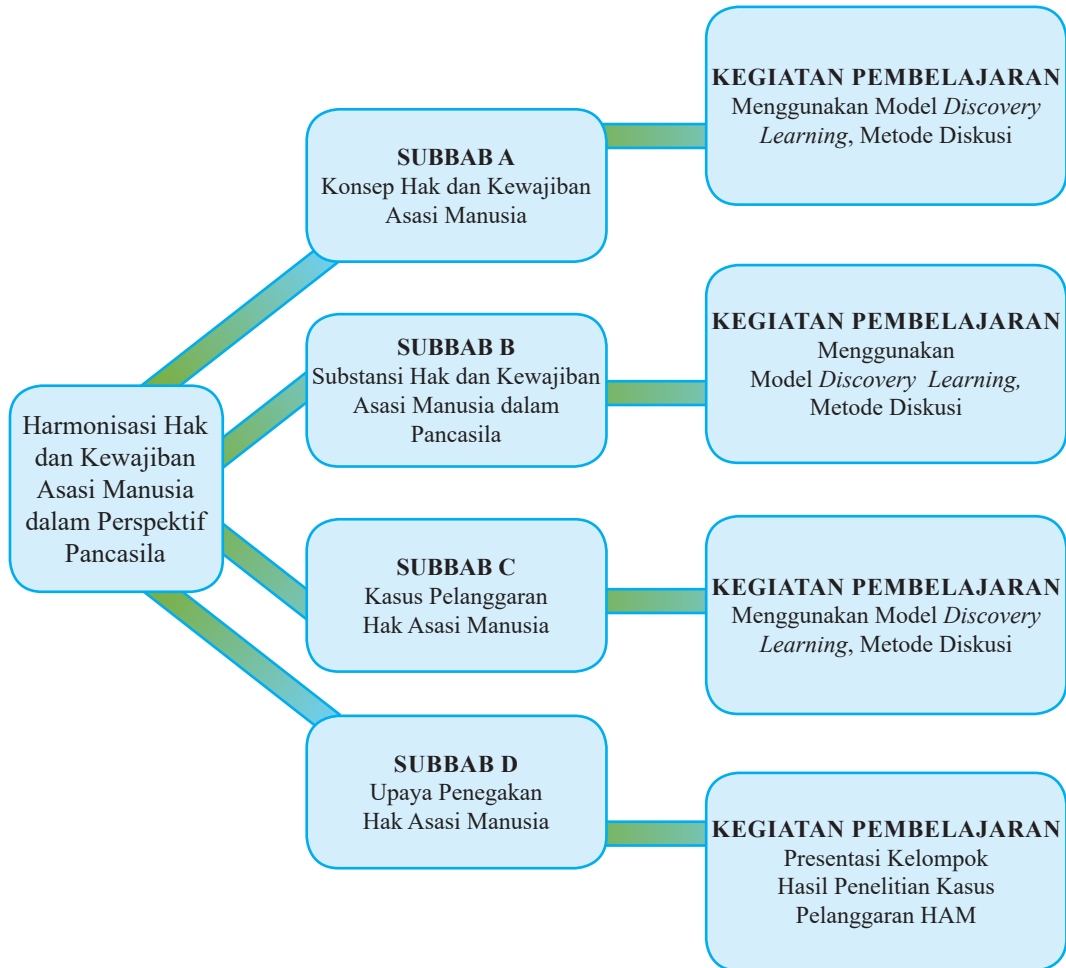 Harmonisasi Hak
dan Kewajiban
Asasi Manusia
dalam Perspektif
Pancasila
SUBBAB A
Konsep Hak dan Kewajiban
Asasi Manusia
KEGIATAN PEMBELAJARAN
Menggunakan Model Discovery
Learning, Metode Diskusi
SUBBAB B
Substansi Hak dan Kewajiban
Asasi Manusia dalam
Pancasila
KEGIATAN PEMBELAJARAN
Menggunakan
Model Discovery Learning,
Metode Diskusi
SUBBAB C
Kasus Pelanggaran
Hak Asasi Manusia
KEGIATAN PEMBELAJARAN
Menggunakan Model Discovery
Learning, Metode Diskusi
SUBBAB D
Upaya Penegakan
Hak Asasi Manusia
KEGIATAN PEMBELAJARAN
Presentasi Kelompok
Hasil Penelitian Kasus
Pelanggaran HAM